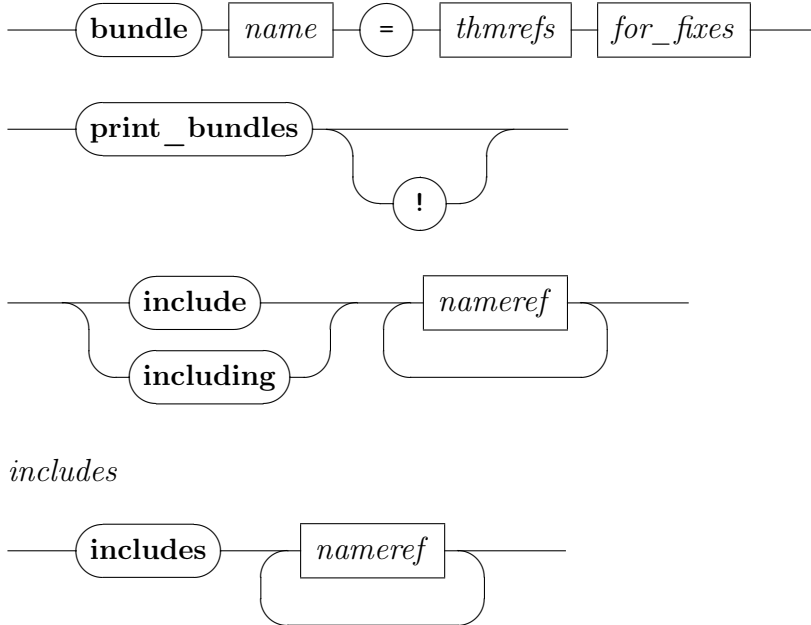 bundle name = thmrefs for_fixes
print_bundles
!
include nameref
including
includes
includes nameref